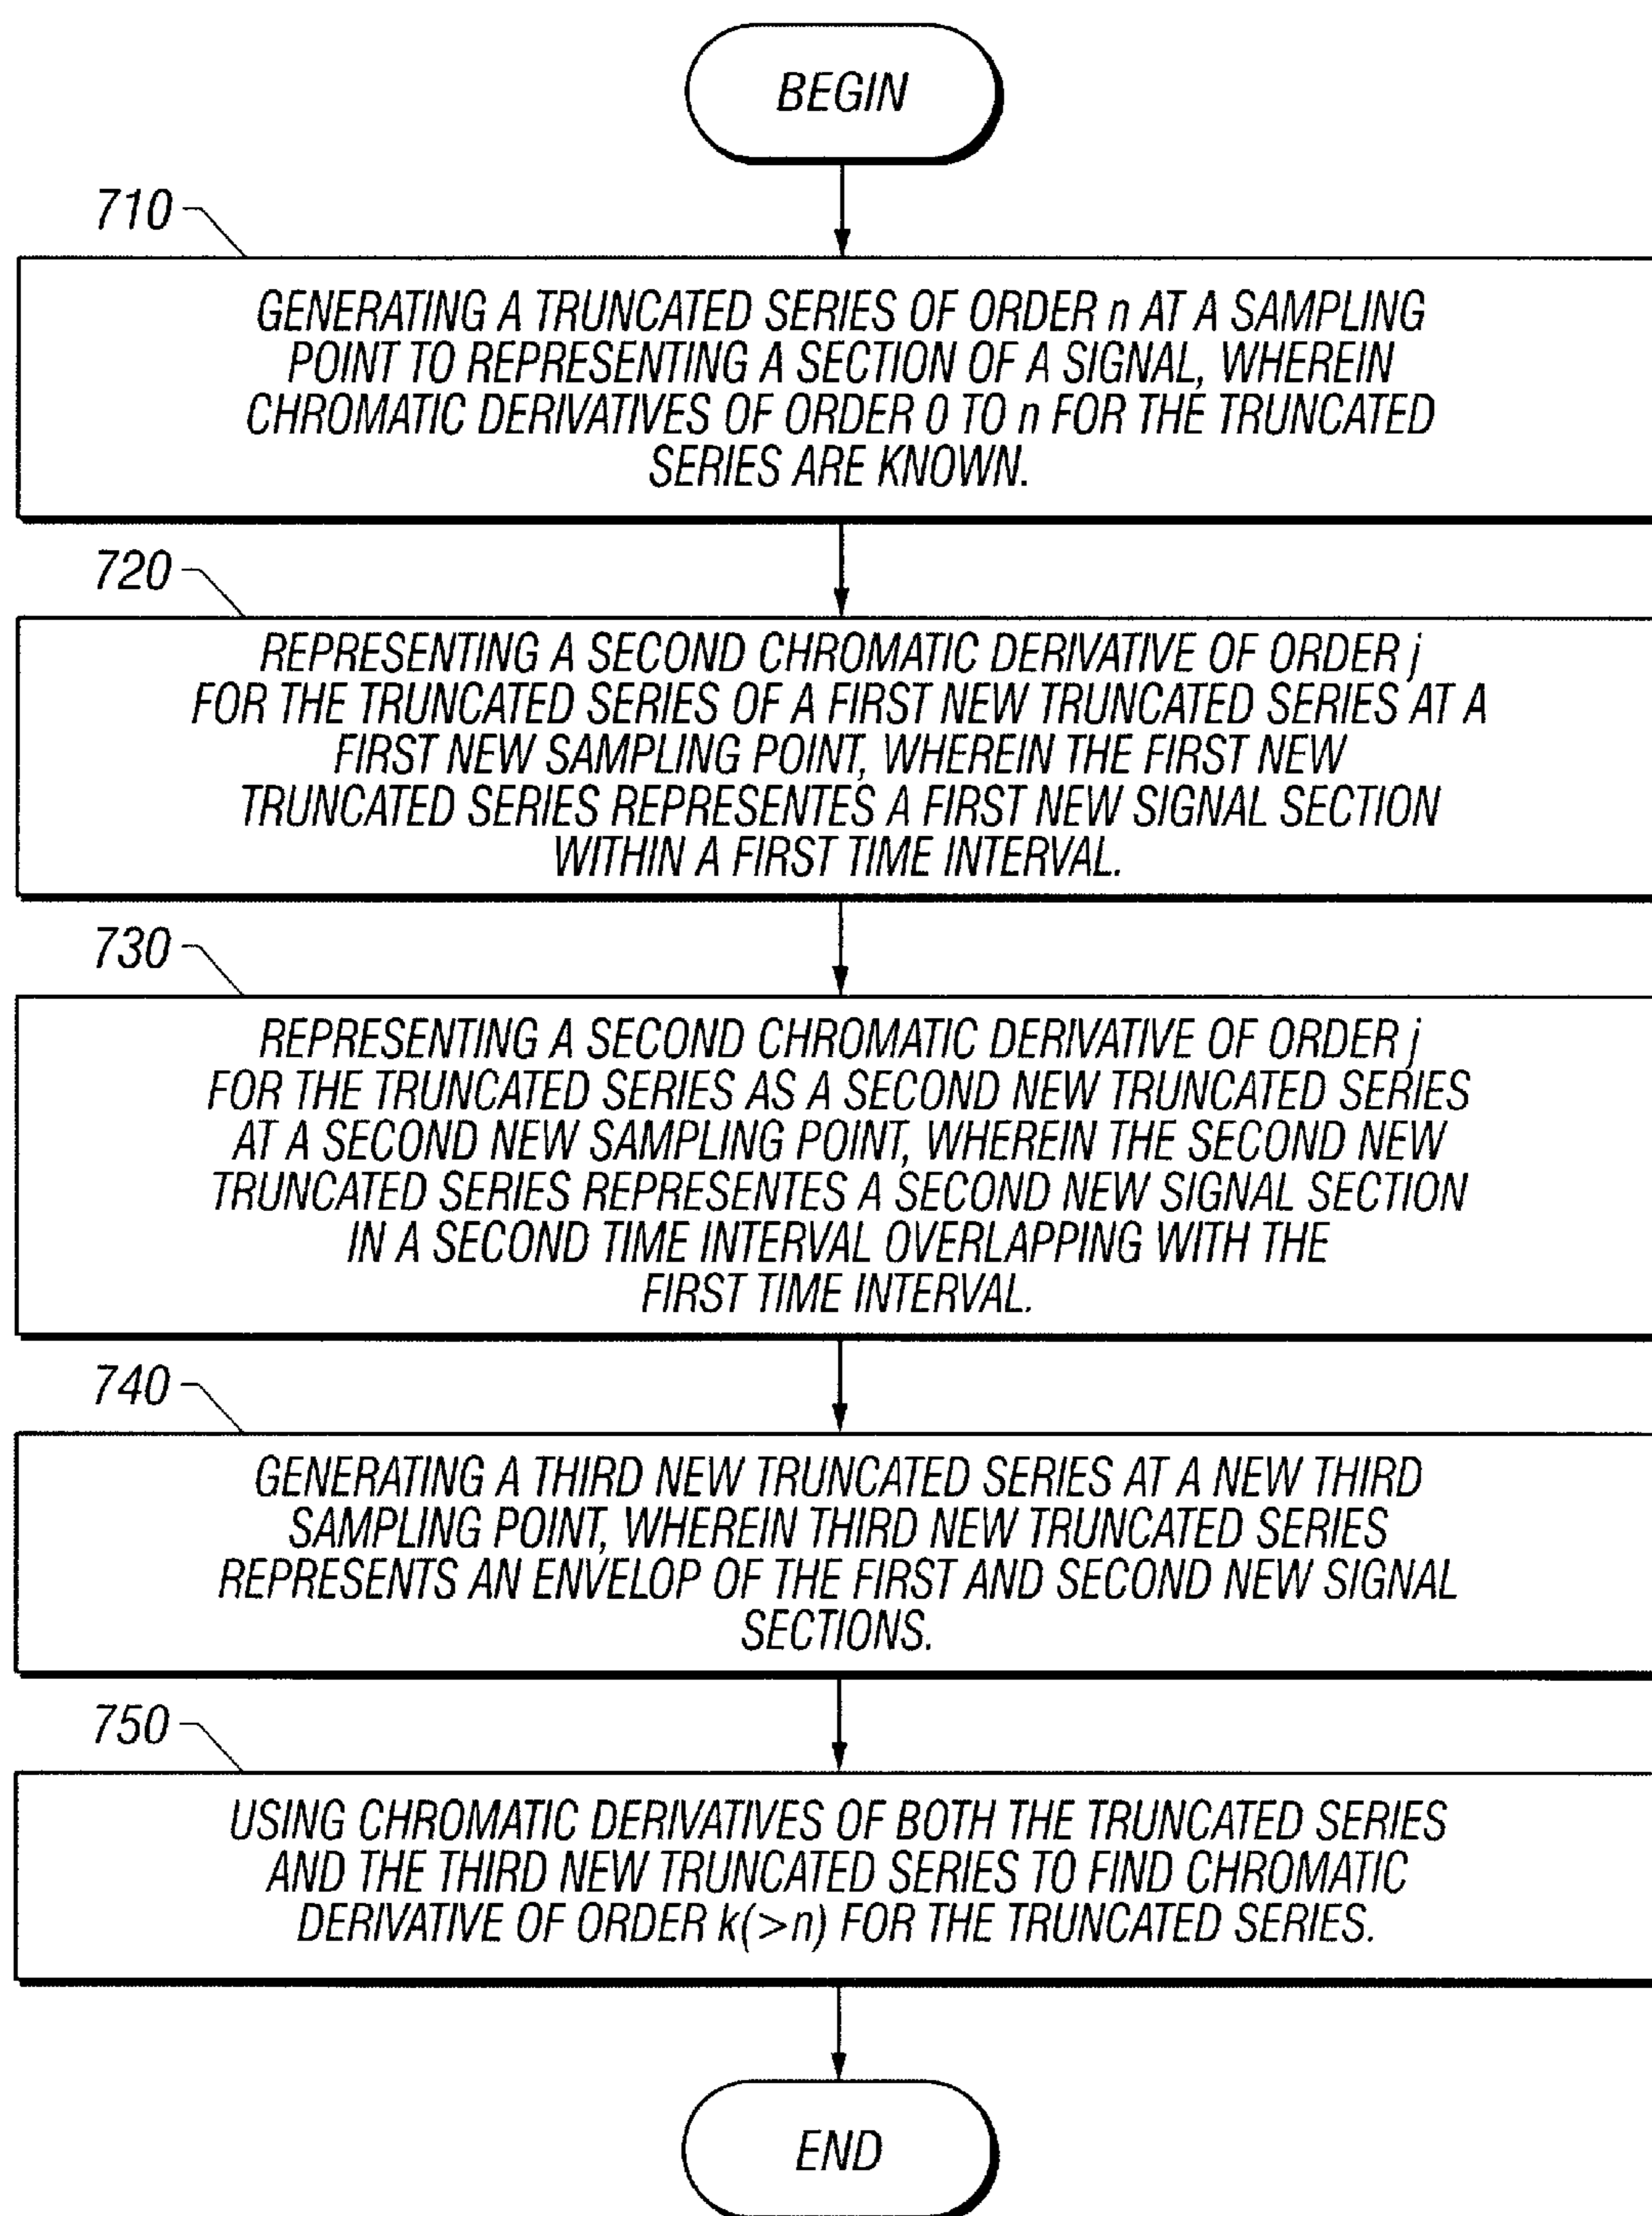 BEGIN
710
GENERATING A TRUNCATED SERIES OF ORDER n AT A SAMPLING
POINT TO REPRESENTING A SECTION OF A SIGNAL, WHEREIN
CHROMATIC DERIVATIVES OF ORDER 0 TO n FOR THE TRUNCATED
SERIES ARE KNOWN.
720
REPRESENTING A SECOND CHROMATIC DERIVATIVE OF ORDER j
FOR THE TRUNCATED SERIES OF A FIRST NEW TRUNCATED SERIES AT A
FIRST NEW SAMPLING POINT, WHEREIN THE FIRST NEW
TRUNCATED SERIES REPRESENTES A FIRST NEW SIGNAL SECTION
WITHIN A FIRST TIME INTERVAL.
730
REPRESENTING A SECOND CHROMATIC DERIVATIVE OF ORDER j
FOR THE TRUNCATED SERIES AS A SECOND NEW TRUNCATED SERIES
AT A SECOND NEW SAMPLING POINT, WHEREIN THE SECOND NEW
TRUNCATED SERIES REPRESENTES A SECOND NEW SIGNAL SECTION
IN A SECOND TIME INTERVAL OVERLAPPING WITH THE
FIRST TIME INTERVAL.
740
GENERATING A THIRD NEW TRUNCATED SERIES AT A NEW THIRD
SAMPLING POINT, WHEREIN THIRD NEW TRUNCATED SERIES
REPRESENTS AN ENVELOP OF THE FIRST AND SECOND NEW SIGNAL
SECTIONS.
750
USING CHROMATIC DERIVATIVES OF BOTH THE TRUNCATED SERIES
AND THE THIRD NEW TRUNCATED SERIES TO FIND CHROMATIC
DERIVATIVE OF ORDER k(>n) FOR THE TRUNCATED SERIES.
END